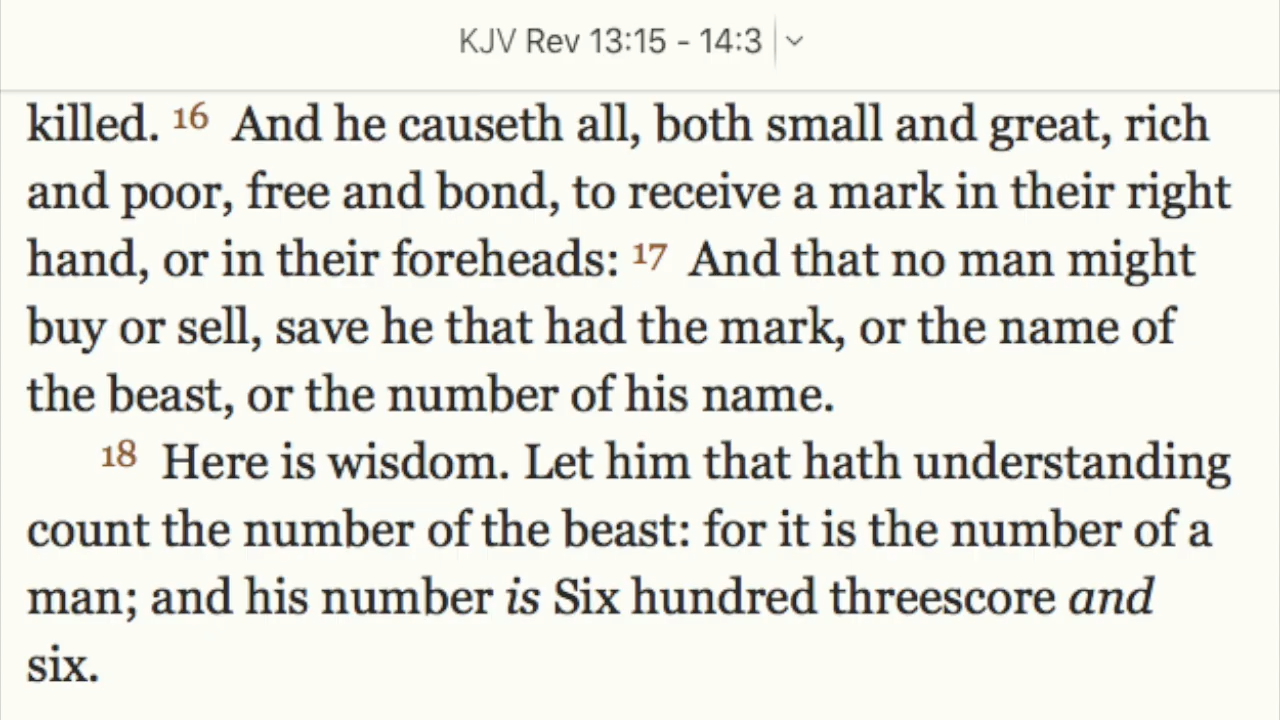 KJV Rev 13:15 - 14:3
killed. 16 And he causeth all, both small and great, rich
and poor, free and bond, to receive a mark in their right
hand, or in their foreheads: 17 And that no man might
buy or sell, save he that had the mark, or the name of
the beast, or the number of his name.
18 Here is wisdom. Let him that hath understanding
count the number of the beast: for it is the number of a
man; and his number is Six hundred threescore and
six.